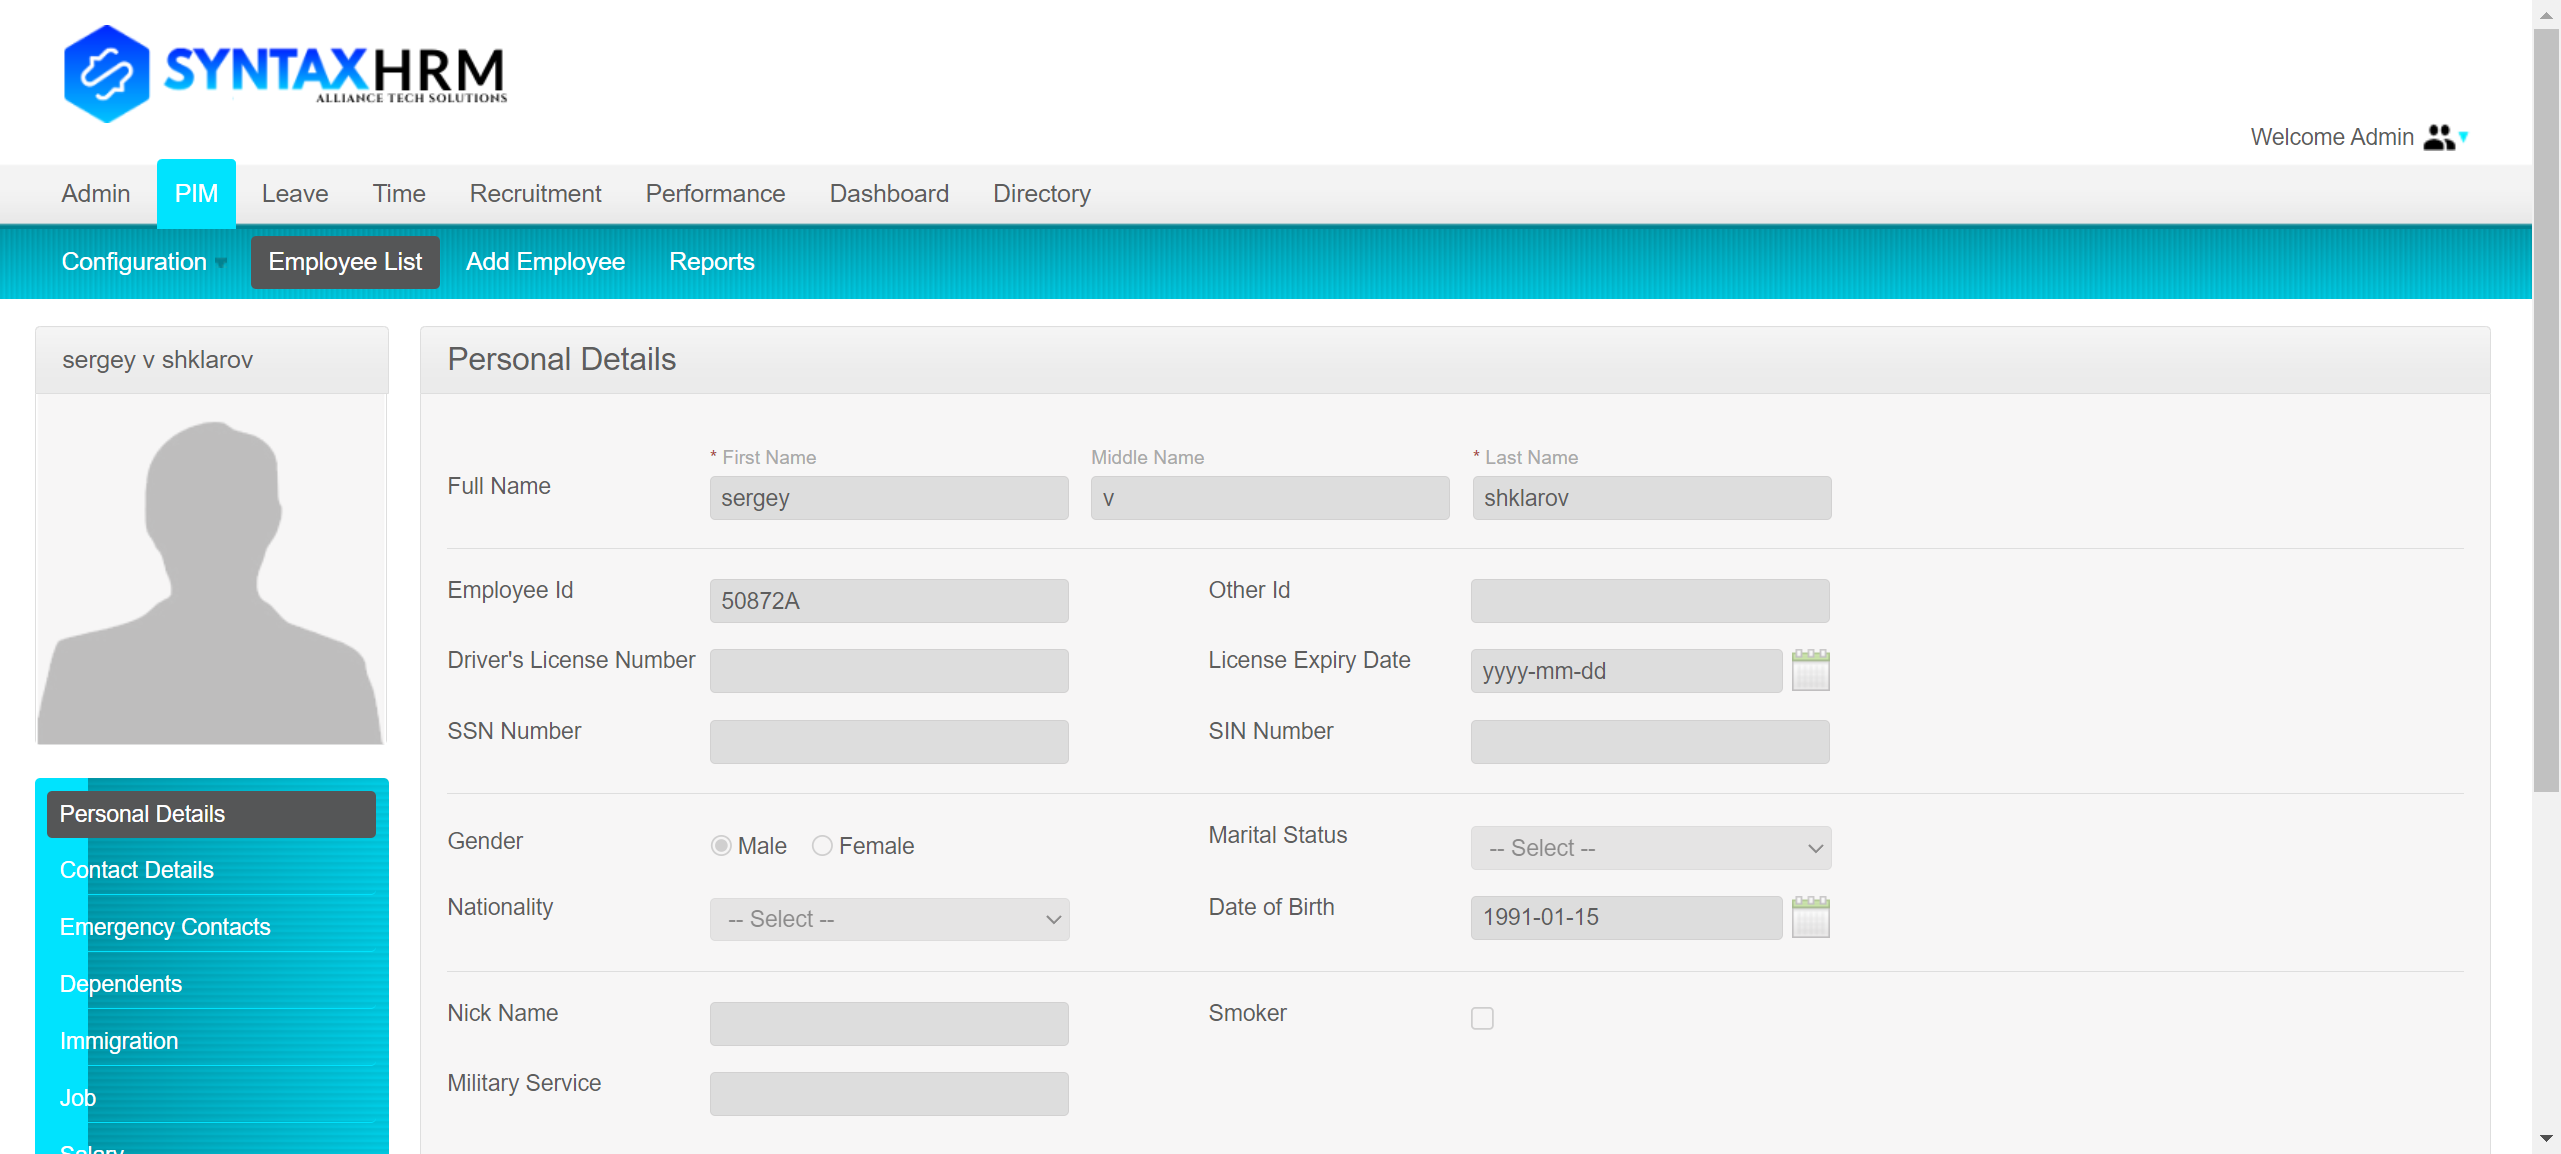 SYNTAXHRM
ALLIANCE TECH SOLUTIONS
Welcome Admin
Admin PIM Leave Time Recruitment Performance Dashboard Directory
Configuration Employee List Add Employee Reports
sergey v shklarov
Personal Details
* First Name Middle Name * Last Name
Full Name sergey v shklarov
Employee Id 50872A Other Id
Driver's License Number License Expiry Date yyyy-mm-dd
SSN Number SIN Number
Gender Male Female Marital Status -- Select --
Nationality -- Select -- Date of Birth 1991-01-15
Nick Name Smoker
Military Service
Personal Details
Contact Details
Emergency Contacts
Dependents
Immigration
Job
Salary